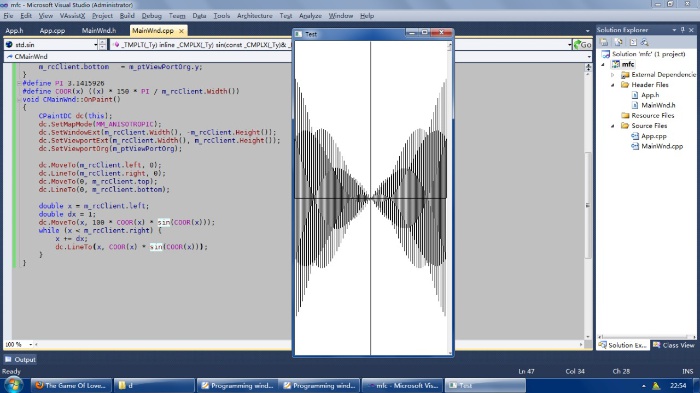 mfc - Microsoft Visual Studio (Administrator)
File Edit View VAssistX Project Build Debug Team Data Tools Architecture Test Analyze Window Help
App.h App.cpp MainWnd.h MainWnd.cpp
std.sin
_TMPLT(_Ty) inline _CMPLX(_Ty) sin(const _CMPLX(_Ty)& _
Go
CMainWnd
m_rcClient.bottom = m_ptViewPortOrg.y;
}
#define PI 3.1415926
#define COOR(x) ((x) * 150 * PI / m_rcClient.Width())
void CMainWnd::OnPaint()
{
CPaintDC dc(this);
dc.SetMapMode(MM_ANISOTROPIC);
dc.SetWindowExt(m_rcClient.Width(), -m_rcClient.Height());
dc.SetViewportExt(m_rcClient.Width(), m_rcClient.Height());
dc.SetViewportOrg(m_ptViewPortOrg);
dc.MoveTo(m_rcClient.left, 0);
dc.LineTo(m_rcClient.right, 0);
dc.MoveTo(0, m_rcClient.top);
dc.LineTo(0, m_rcClient.bottom);
double x = m_rcClient.left;
double dx = 1;
dc.MoveTo(x, 100 * COOR(x) * sin(COOR(x)));
while (x < m_rcClient.right) {
x += dx;
dc.LineTo(x, COOR(x) * sin(COOR(x)));
}
}
100 %
Test
Solution Explorer
Solution 'mfc' (1 project)
mfc
External Dependencie
Header Files
App.h
MainWnd.h
Resource Files
Source Files
App.cpp
MainWnd.cpp
Solution Ex... Class View
Output
Ready
Ln 47 Col 34 Ch 28 INS
The Game Of Love... d Programming wind... Programming wind... mfc - Microsoft Vis... Test 22:54